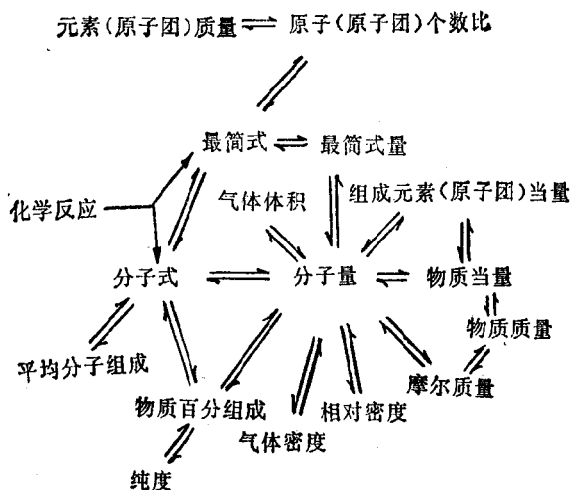 元素(原子团)质量 原子(原子团)个数比
最简式 最简式量
气体体积 组成元素(原子团)当量
化学反应
分子式 分子量 物质当量
物质质量
平均分子组成 摩尔质量
物质百分组成 相对密度
气体密度
纯度